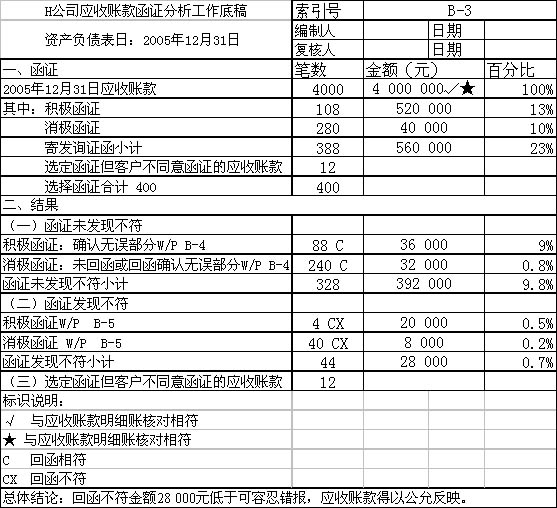 H公司应收账款函证分析工作底稿 索引号 B-3
资产负债表日：2005年12月31日 编制人 日期
复核人 日期
一、函证 笔数 金额（元） 百分比
2005年12月31日应收账款 4000 4 000 000√★ 100%
其中：积极函证 108 520 000 13%
消极函证 280 40 000 10%
寄发询证函小计 388 560 000 23%
选定函证但客户不同意函证的应收账款 12
选择函证合计 400 400
二、结果
（一）函证未发现不符
积极函证：确认无误部分W/P B-4 88 C 36 000 9%
消极函证：未回函或回函确认无误部分W/P B-4 240 C 32 000 0.8%
函证未发现不符小计 328 392 000 9.8%
（二）函证发现不符
积极函证W/P B-5 4 CX 20 000 0.5%
消极函证 W/P B-5 40 CX 8 000 0.2%
函证发现不符小计 44 28 000 0.7%
（三）选定函证但客户不同意函证的应收账款 12
标识说明：
√ 与应收账款明细账核对相符
★ 与应收账款明细账核对相符
C 回函相符
CX 回函不符
总体结论：回函不符金额28 000元低于可容忍错报，应收账款得以公允反映。